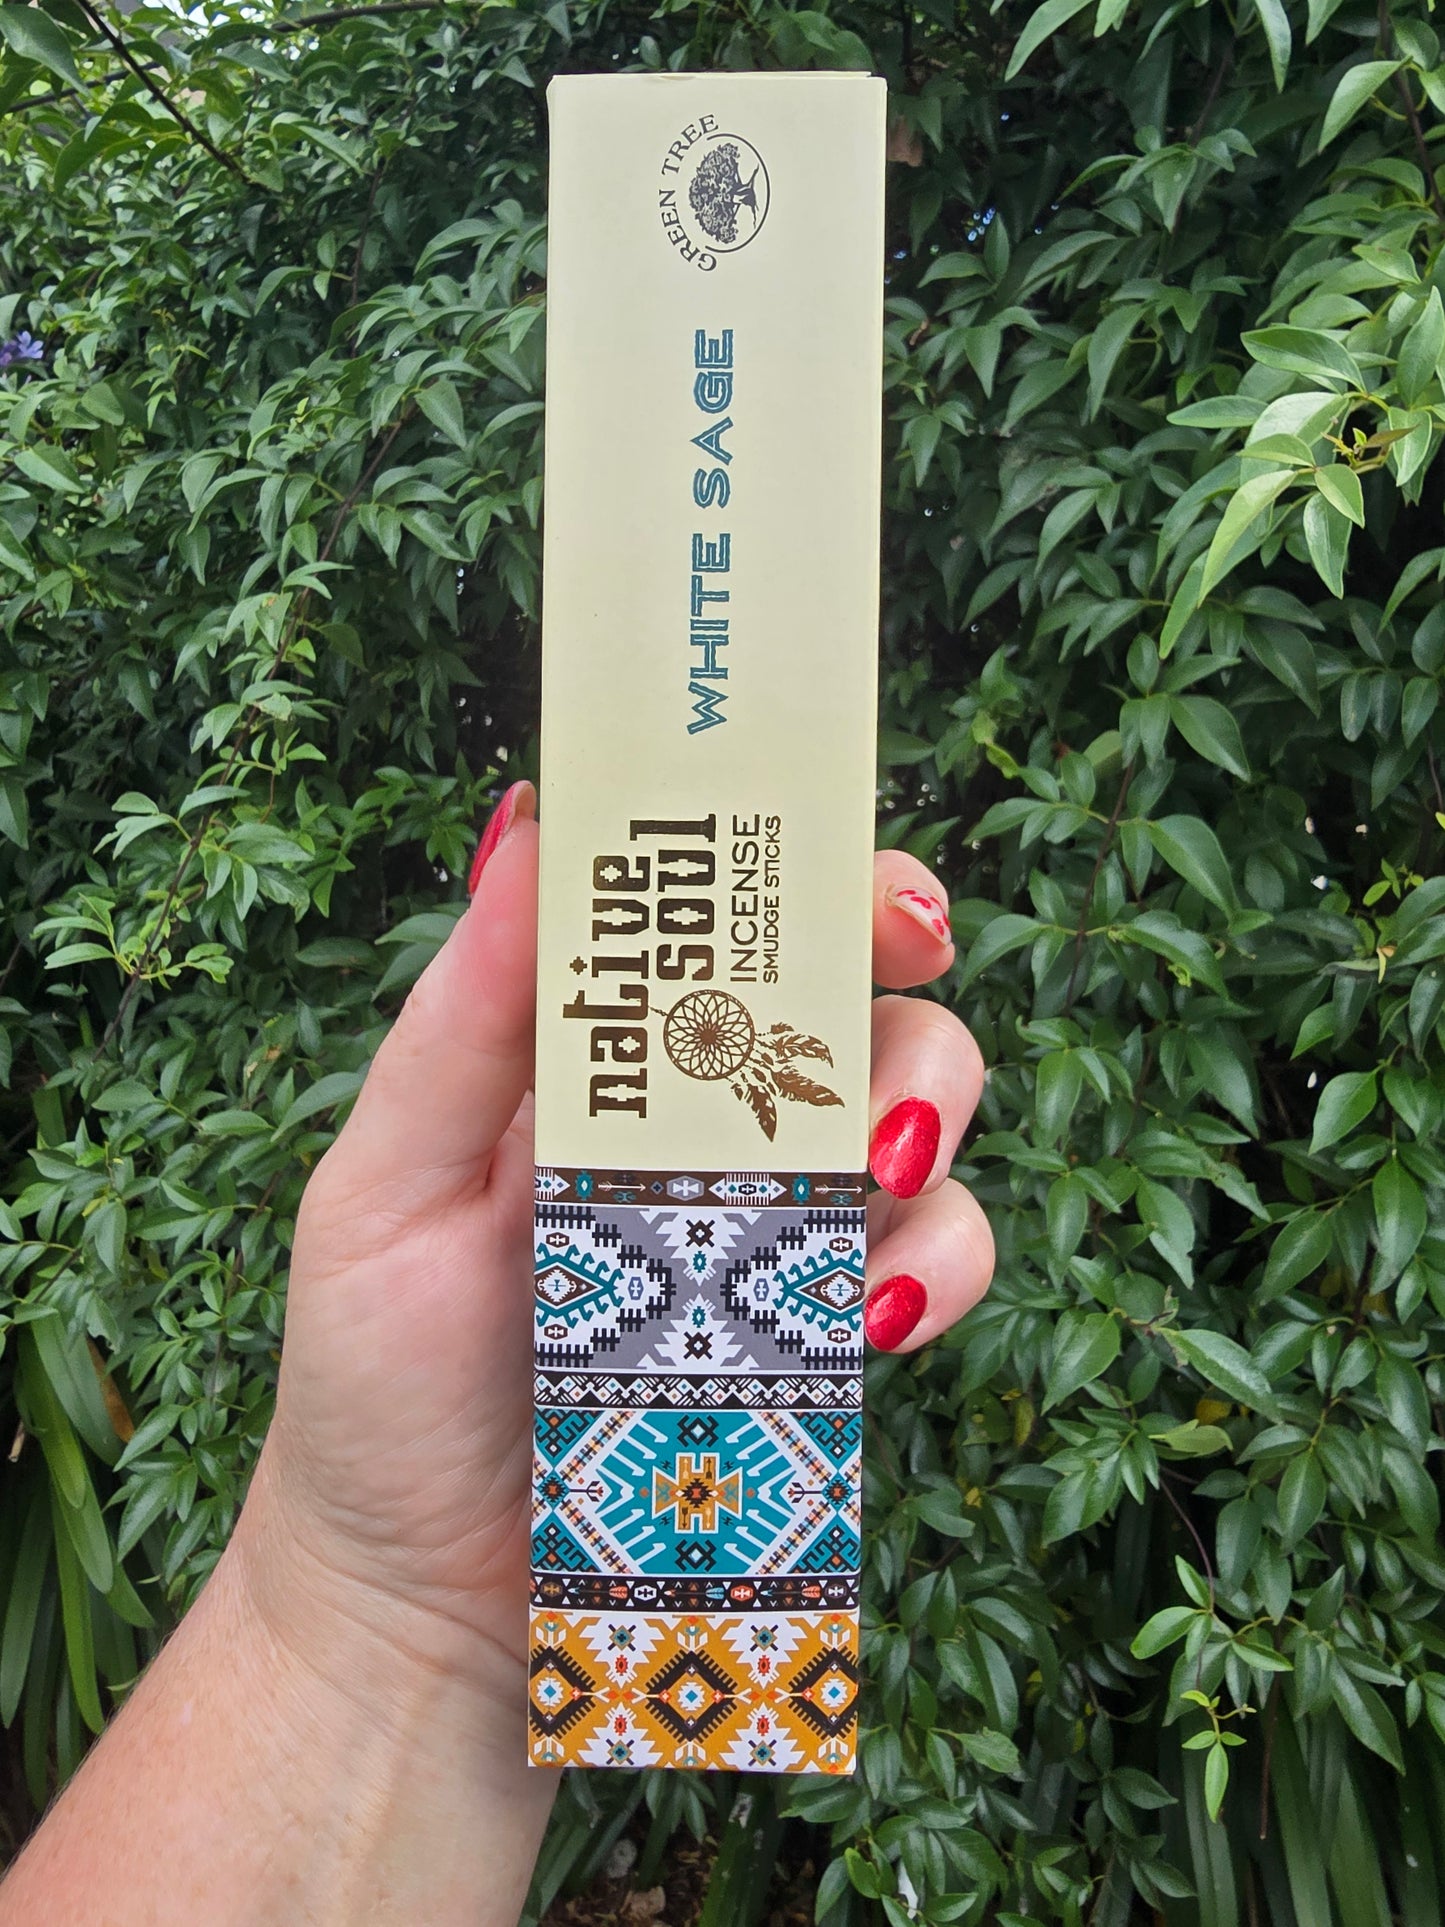 GREEN TREE
WHITE SAGE
native
soul
INCENSE
SMUDGE STICKS